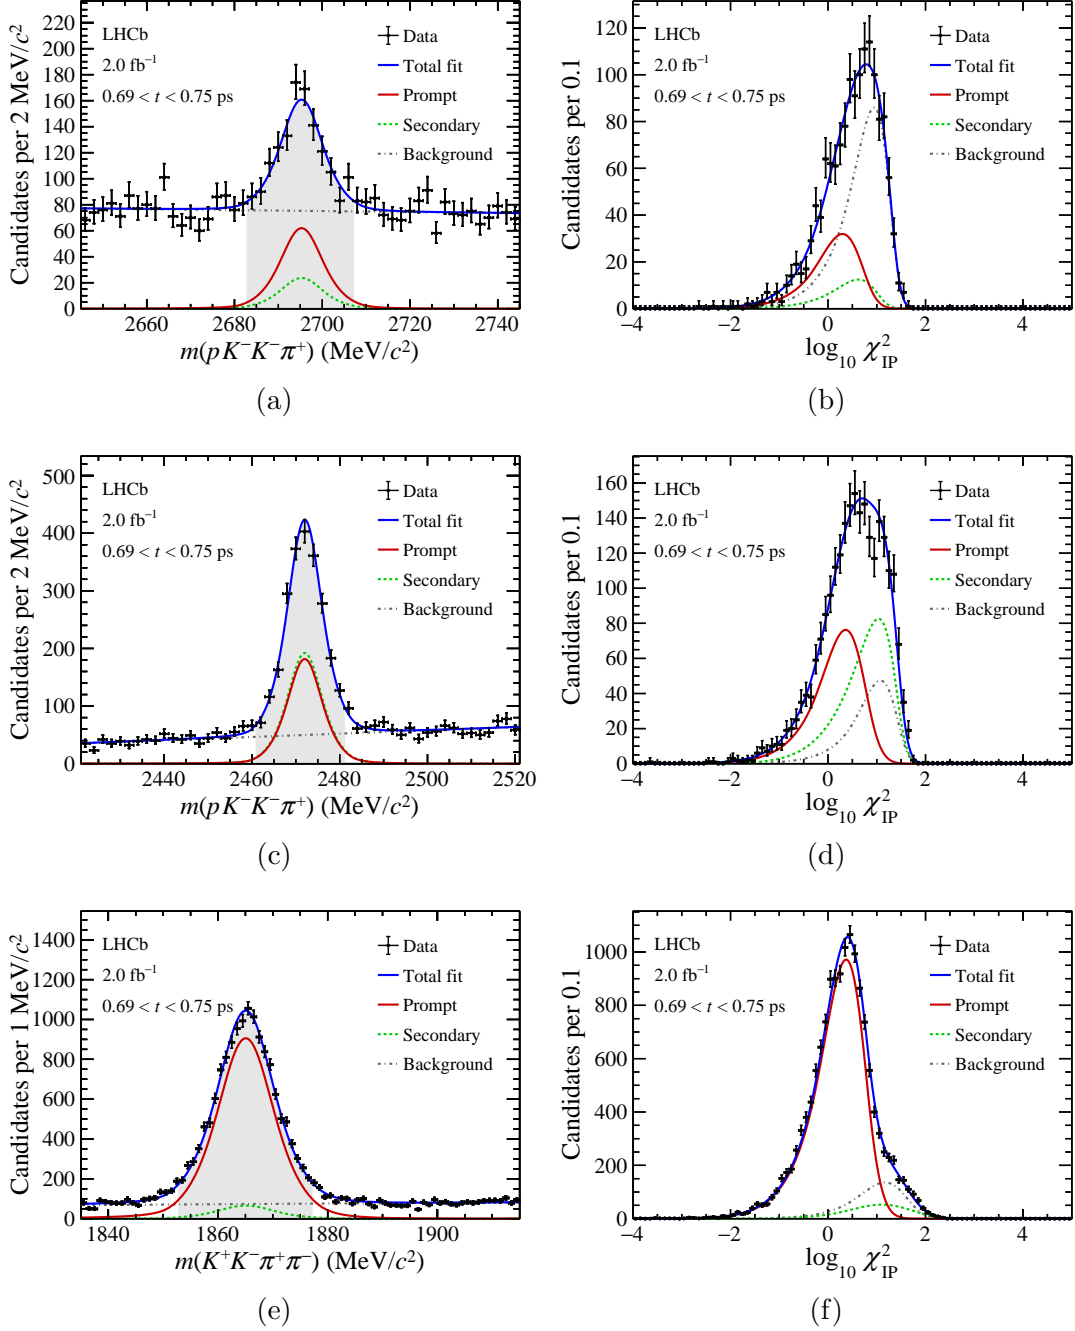 Candidates per 2 MeV/c²
220
200
180
160
140
120
100
80
60
40
20
0
LHCb
2.0 fb⁻¹
0.69 < t < 0.75 ps
Data
Total fit
Prompt
Secondary
Background
2660 2680 2700 2720 2740
m(pK⁻K⁻π⁺) (MeV/c²)
(a)
Candidates per 0.1
120
100
80
60
40
20
0
LHCb
2.0 fb⁻¹
0.69 < t < 0.75 ps
Data
Total fit
Prompt
Secondary
Background
−4 −2 0 2 4
log₁₀ χ²_IP
(b)
Candidates per 2 MeV/c²
500
400
300
200
100
0
LHCb
2.0 fb⁻¹
0.69 < t < 0.75 ps
Data
Total fit
Prompt
Secondary
Background
2440 2460 2480 2500 2520
m(pK⁻K⁻π⁺) (MeV/c²)
(c)
Candidates per 0.1
160
140
120
100
80
60
40
20
0
LHCb
2.0 fb⁻¹
0.69 < t < 0.75 ps
Data
Total fit
Prompt
Secondary
Background
−4 −2 0 2 4
log₁₀ χ²_IP
(d)
Candidates per 1 MeV/c²
1400
1200
1000
800
600
400
200
0
LHCb
2.0 fb⁻¹
0.69 < t < 0.75 ps
Data
Total fit
Prompt
Secondary
Background
1840 1860 1880 1900
m(K⁺K⁻π⁺π⁻) (MeV/c²)
(e)
Candidates per 0.1
1000
800
600
400
200
0
LHCb
2.0 fb⁻¹
0.69 < t < 0.75 ps
Data
Total fit
Prompt
Secondary
Background
−4 −2 0 2 4
log₁₀ χ²_IP
(f)